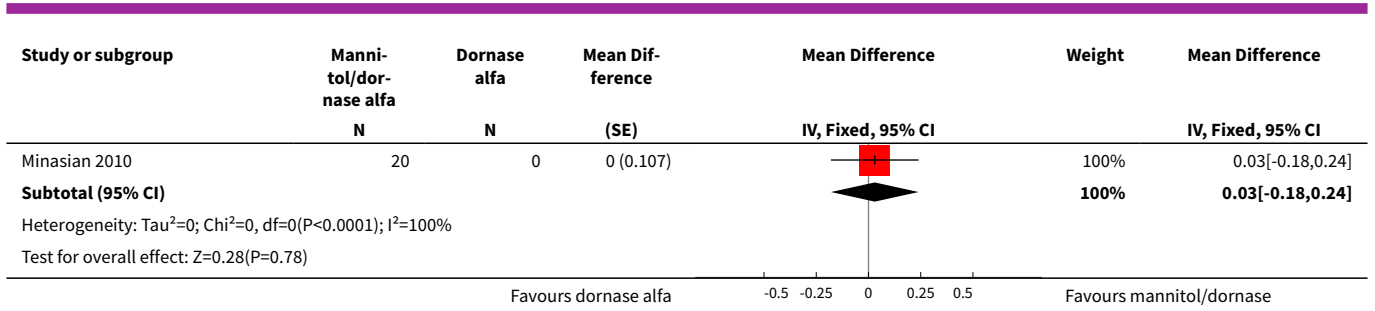 Study or subgroup Manni- Dornase Mean Dif- Mean Difference Weight Mean Difference
tol/dor- alfa ference
nase alfa
N N (SE) IV, Fixed, 95% CI IV, Fixed, 95% CI
Minasian 2010 20 0 0 (0.107) 100% 0.03[-0.18,0.24]
Subtotal (95% CI) 100% 0.03[-0.18,0.24]
Heterogeneity: Tau²=0; Chi²=0, df=0(P<0.0001); I²=100%
Test for overall effect: Z=0.28(P=0.78)
Favours dornase alfa -0.5 -0.25 0 0.25 0.5 Favours mannitol/dornase